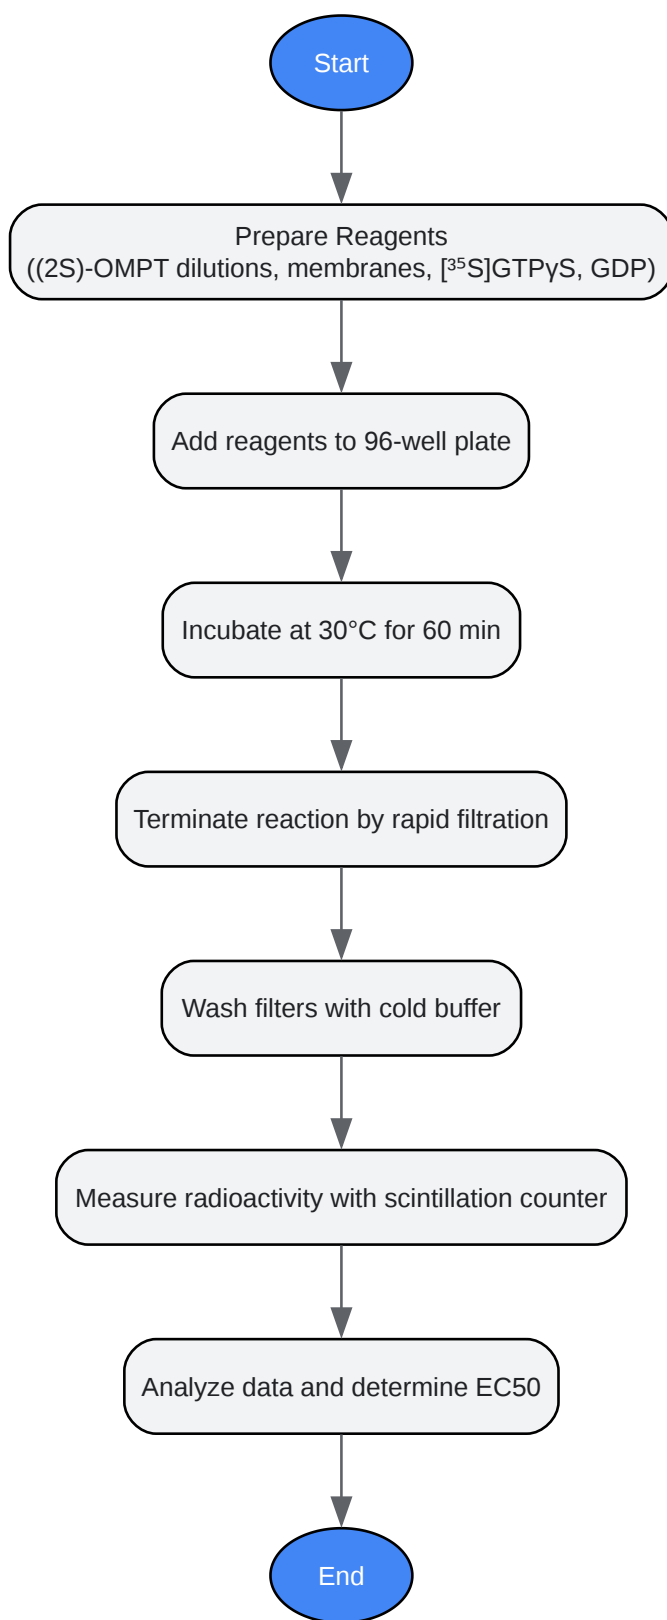 Start
Prepare Reagents
((2S)-OMPT dilutions, membranes, [³⁵S]GTPγS, GDP)
Add reagents to 96-well plate
Incubate at 30°C for 60 min
Terminate reaction by rapid filtration
Wash filters with cold buffer
Measure radioactivity with scintillation counter
Analyze data and determine EC50
End